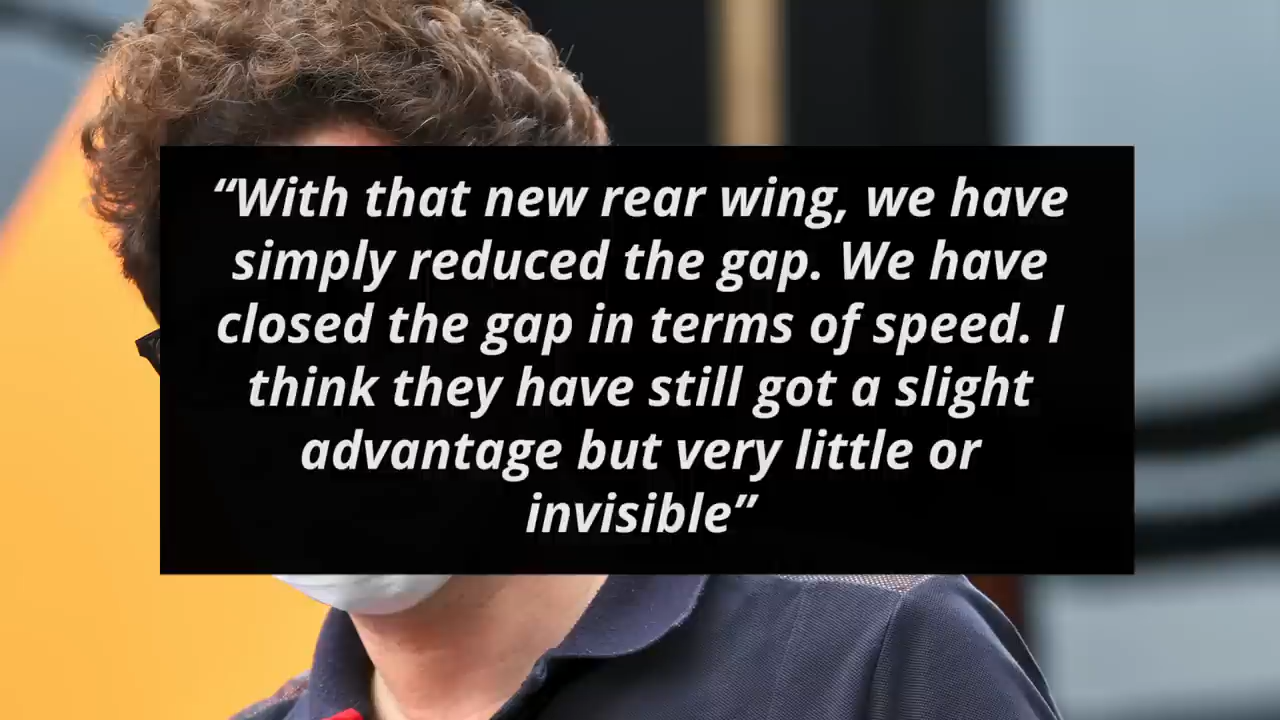 “With that new rear wing, we have
simply reduced the gap. We have
closed the gap in terms of speed. I
think they have still got a slight
advantage but very little or
invisible”